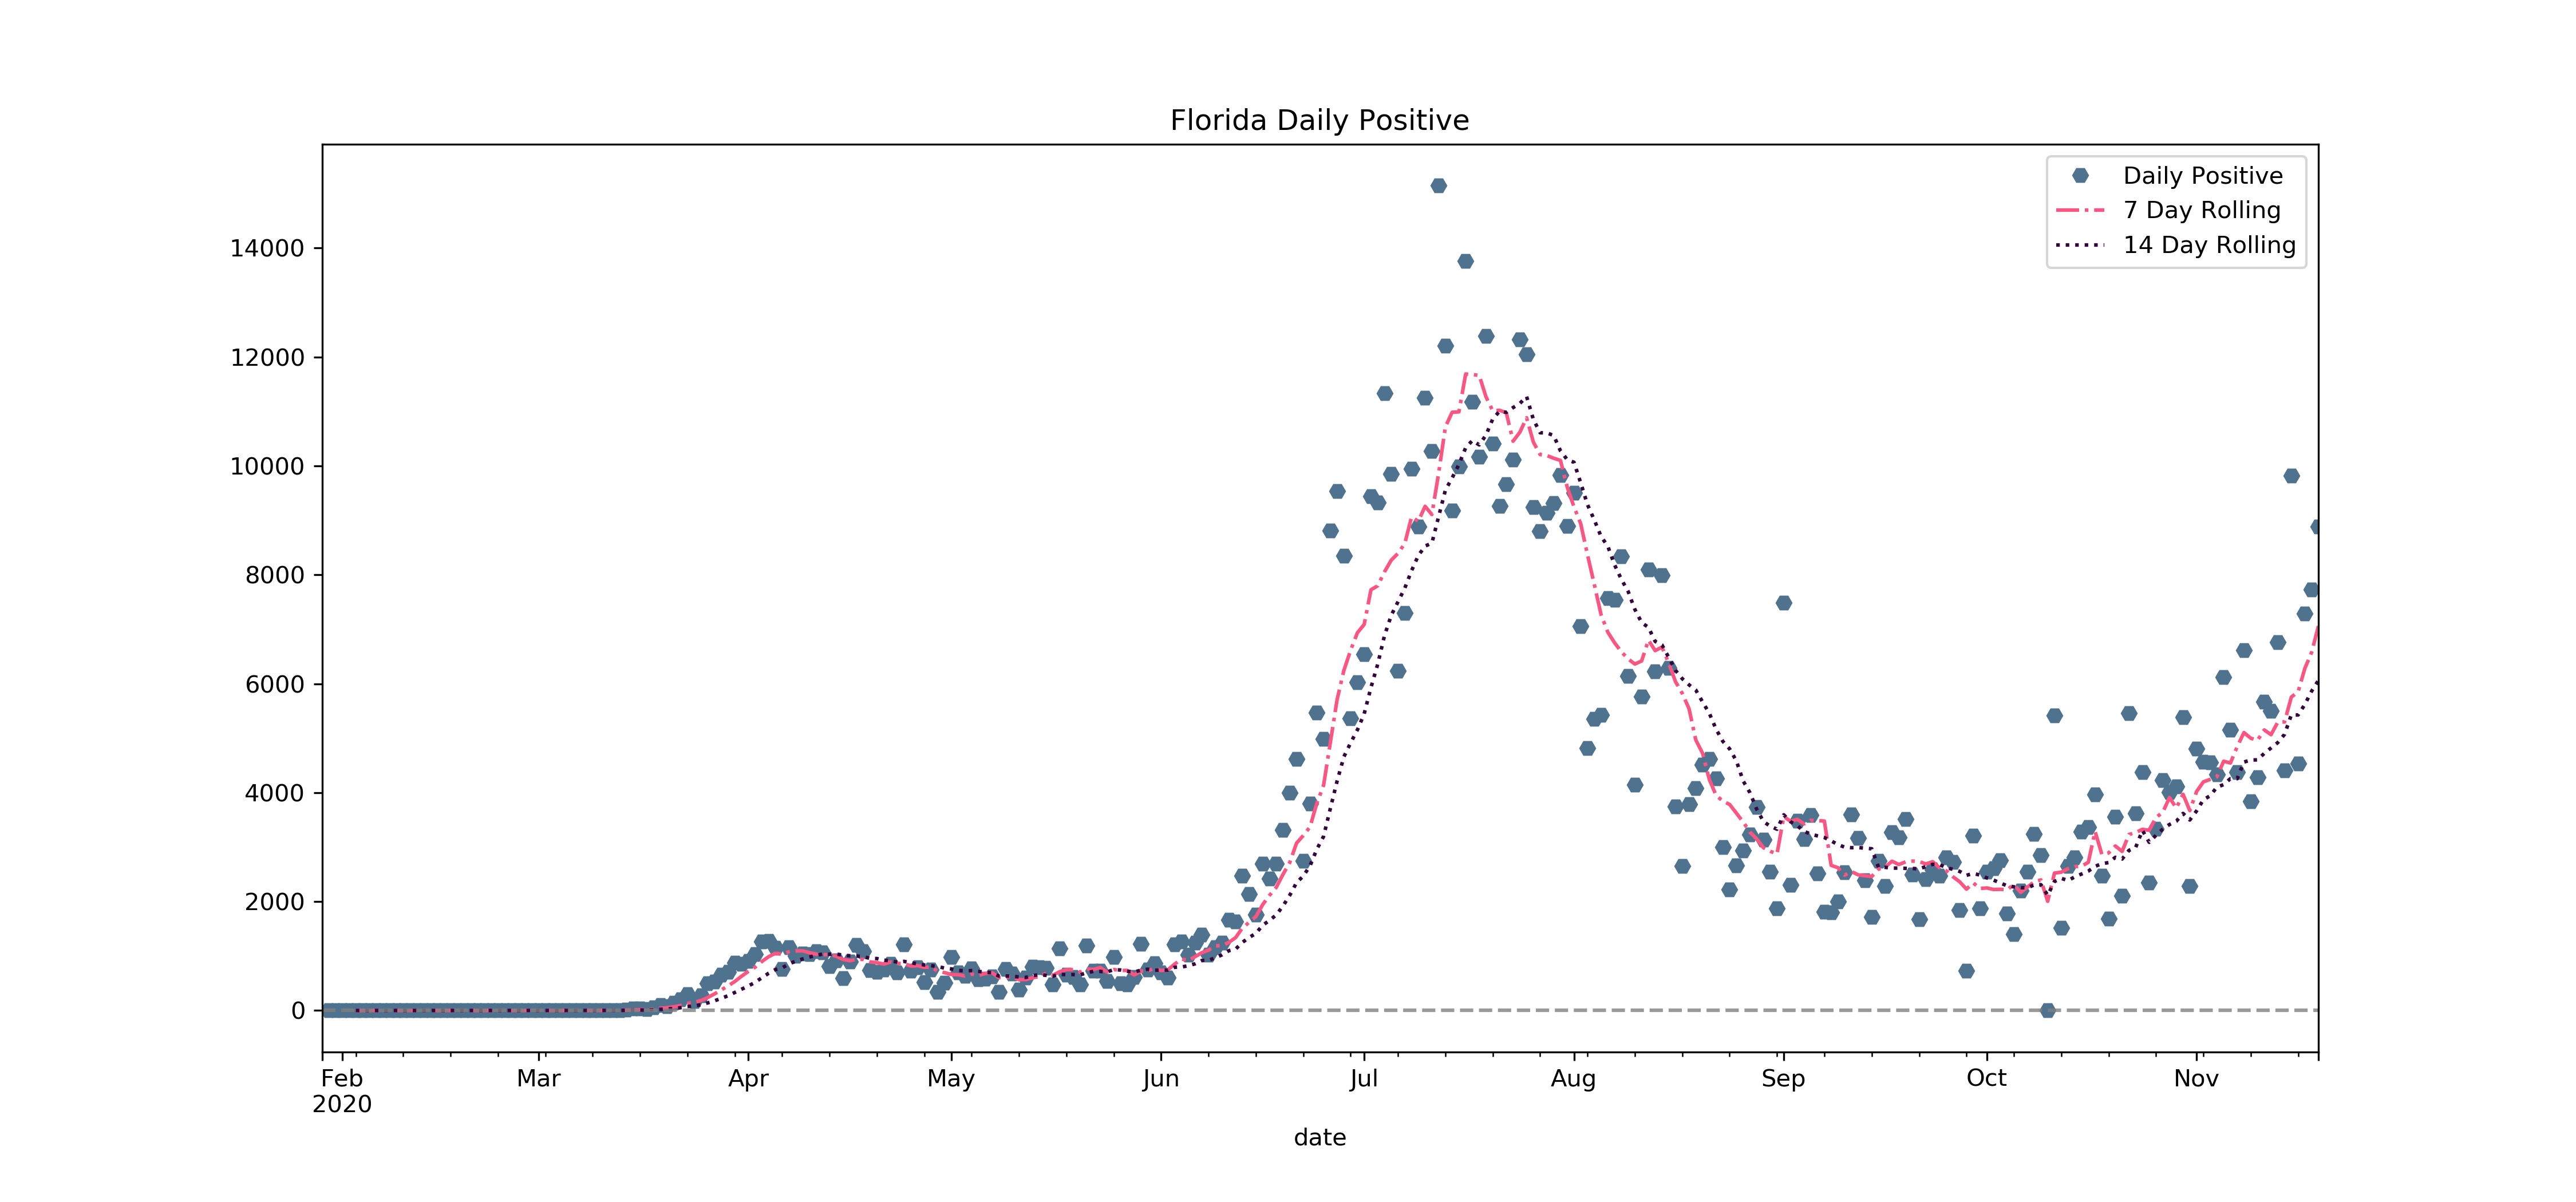 Florida Daily Positive
Daily Positive
7 Day Rolling
14 Day Rolling
14000
12000
10000
8000
6000
4000
2000
0
Feb Mar Apr May Jun Jul Aug Sep Oct Nov
2020
date